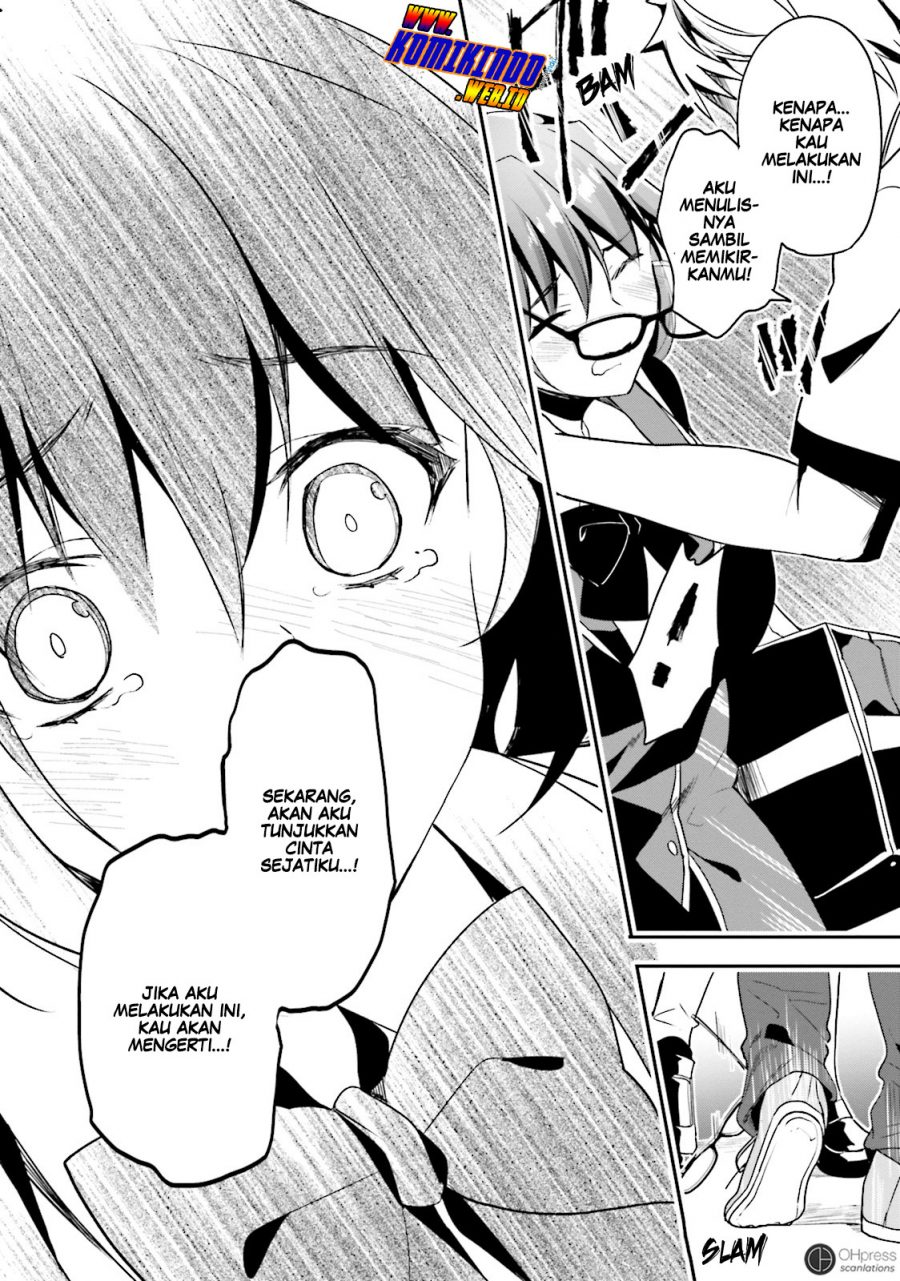 WWW.
KOMIKINDO
.WEB.ID
BAM
KENAPA...
KENAPA
KAU
MELAKUKAN
INI...!
AKU
MENULIS-
NYA
SAMBIL
MEMIKIR-
KANMU!
SLAM
SEKARANG,
AKAN AKU
TUNJUKKAN
CINTA
SEJATIKU...!
JIKA AKU
MELAKUKAN INI,
KAU AKAN
MENGERTI...!
OHpress
scanlations